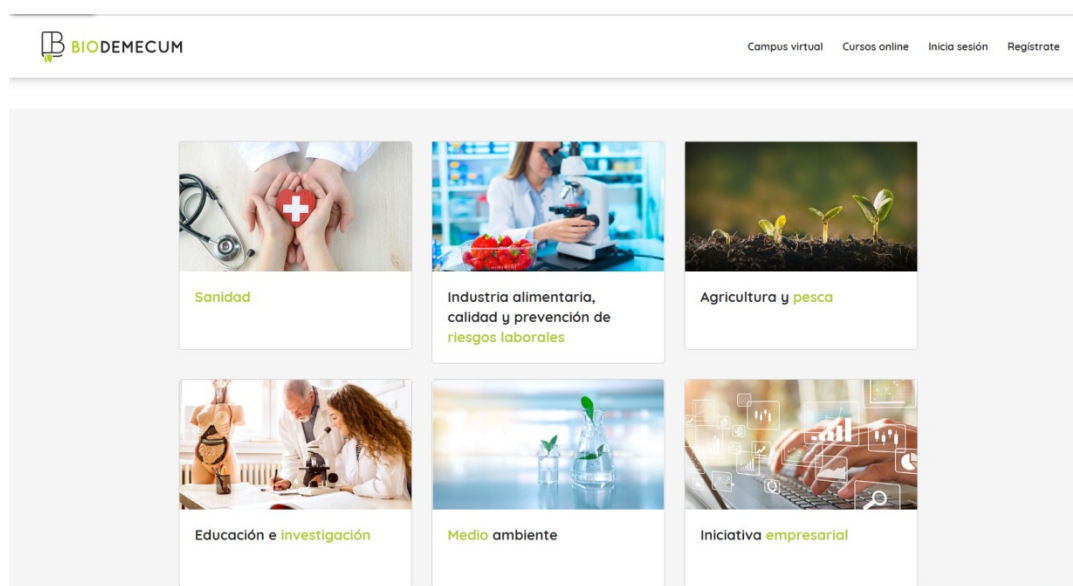 BIODEMECUM
Campus virtual Cursos online Inicia sesión Regístrate
Sanidad
Industria alimentaria,
calidad y prevención de
riesgos laborales
Agricultura y pesca
Educación e investigación
Medio ambiente
Iniciativa empresarial